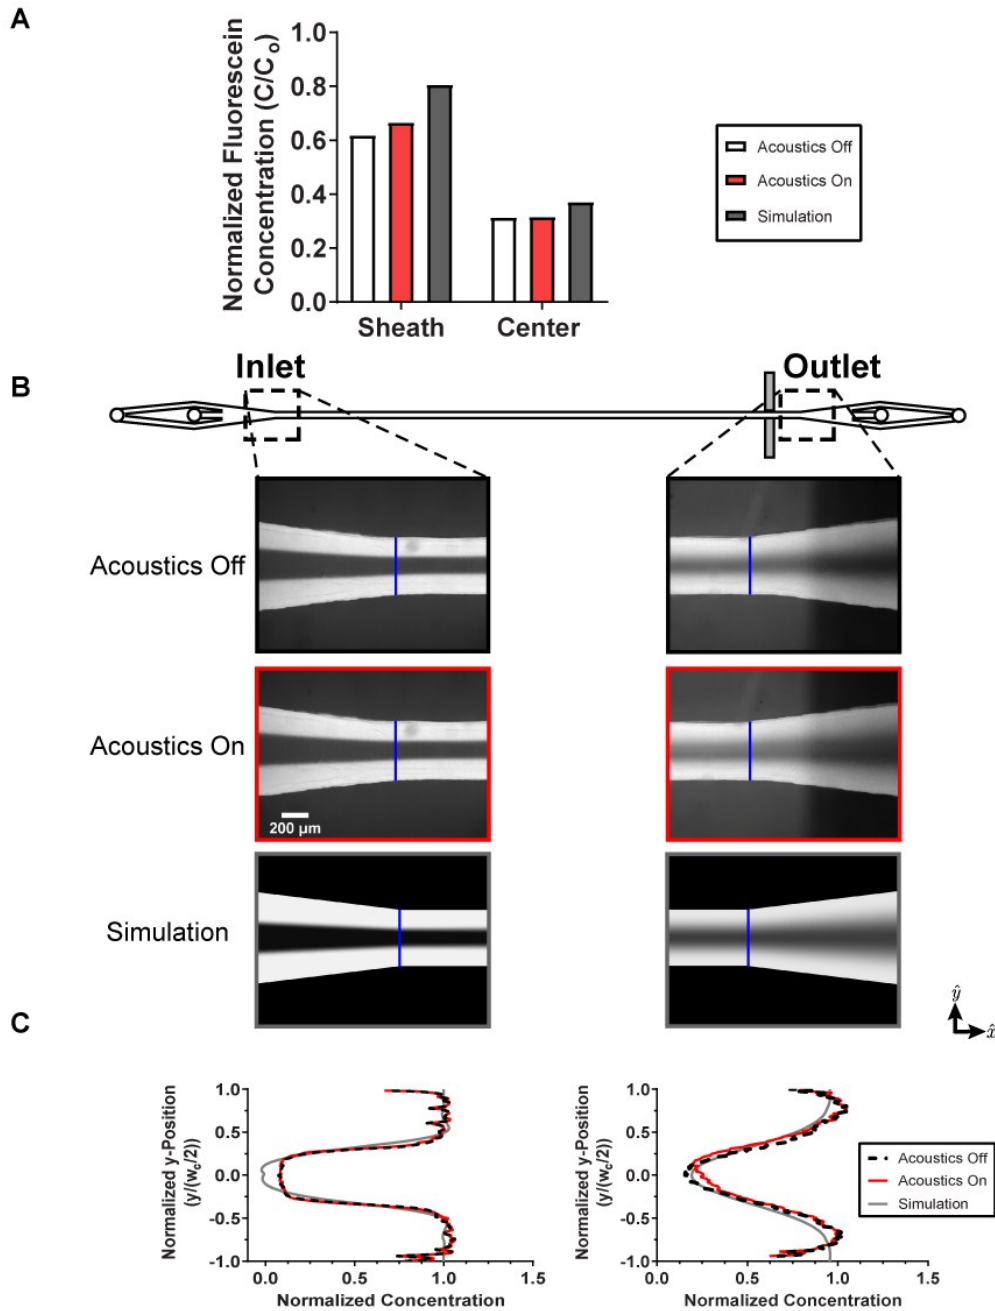 A
Normalized Fluorescein
Concentration (C/Cₒ)
1.0
0.8
0.6
0.4
0.2
0.0
Sheath
Center
Acoustics Off
Acoustics On
Simulation
B
Inlet
Outlet
Acoustics Off
Acoustics On
200 μm
Simulation
ŷ
x̂
C
Normalized y-Position
(y/(w_c/2))
1.0
0.5
0.0
-0.5
-1.0
0.0
0.5
1.0
1.5
Normalized Concentration
Normalized y-Position
(y/(w_c/2))
1.0
0.5
0.0
-0.5
-1.0
0.0
0.5
1.0
1.5
Normalized Concentration
Acoustics Off
Acoustics On
Simulation